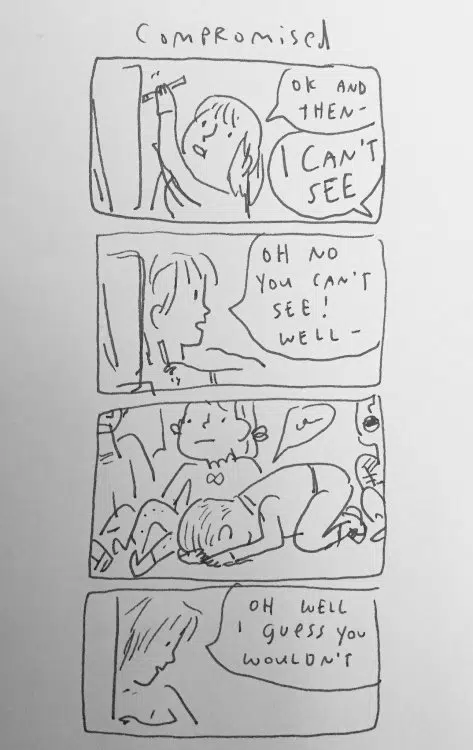 COMPROMISED
OK AND
THEN-
I CAN'T
SEE
OH NO
YOU CAN'T
SEE!
WELL-
OH WELL
I guess you
WOULDN'T